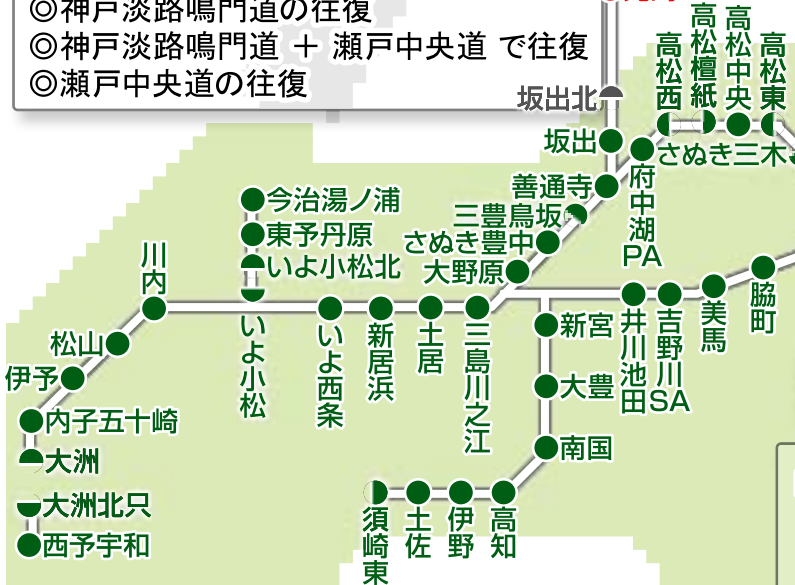 ◎神戸淡路鳴門道の往復
◎神戸淡路鳴門道 ＋ 瀬戸中央道 で往復
◎瀬戸中央道の往復
坂出北
高松西
高松檀紙
高松中央
高松東
坂出
さぬき三木
善通寺
府中湖PA
三豊鳥坂
さぬき豊中
大野原
今治湯ノ浦
東予丹原
いよ小松北
川内
いよ小松
いよ西条
新居浜
土居
三島川之江
新宮
井川池田
吉野川SA
美馬
脇町
松山
伊予
内子五十崎
大洲
大洲北只
西予宇和
大豊
南国
須崎東
土佐
伊野
高知